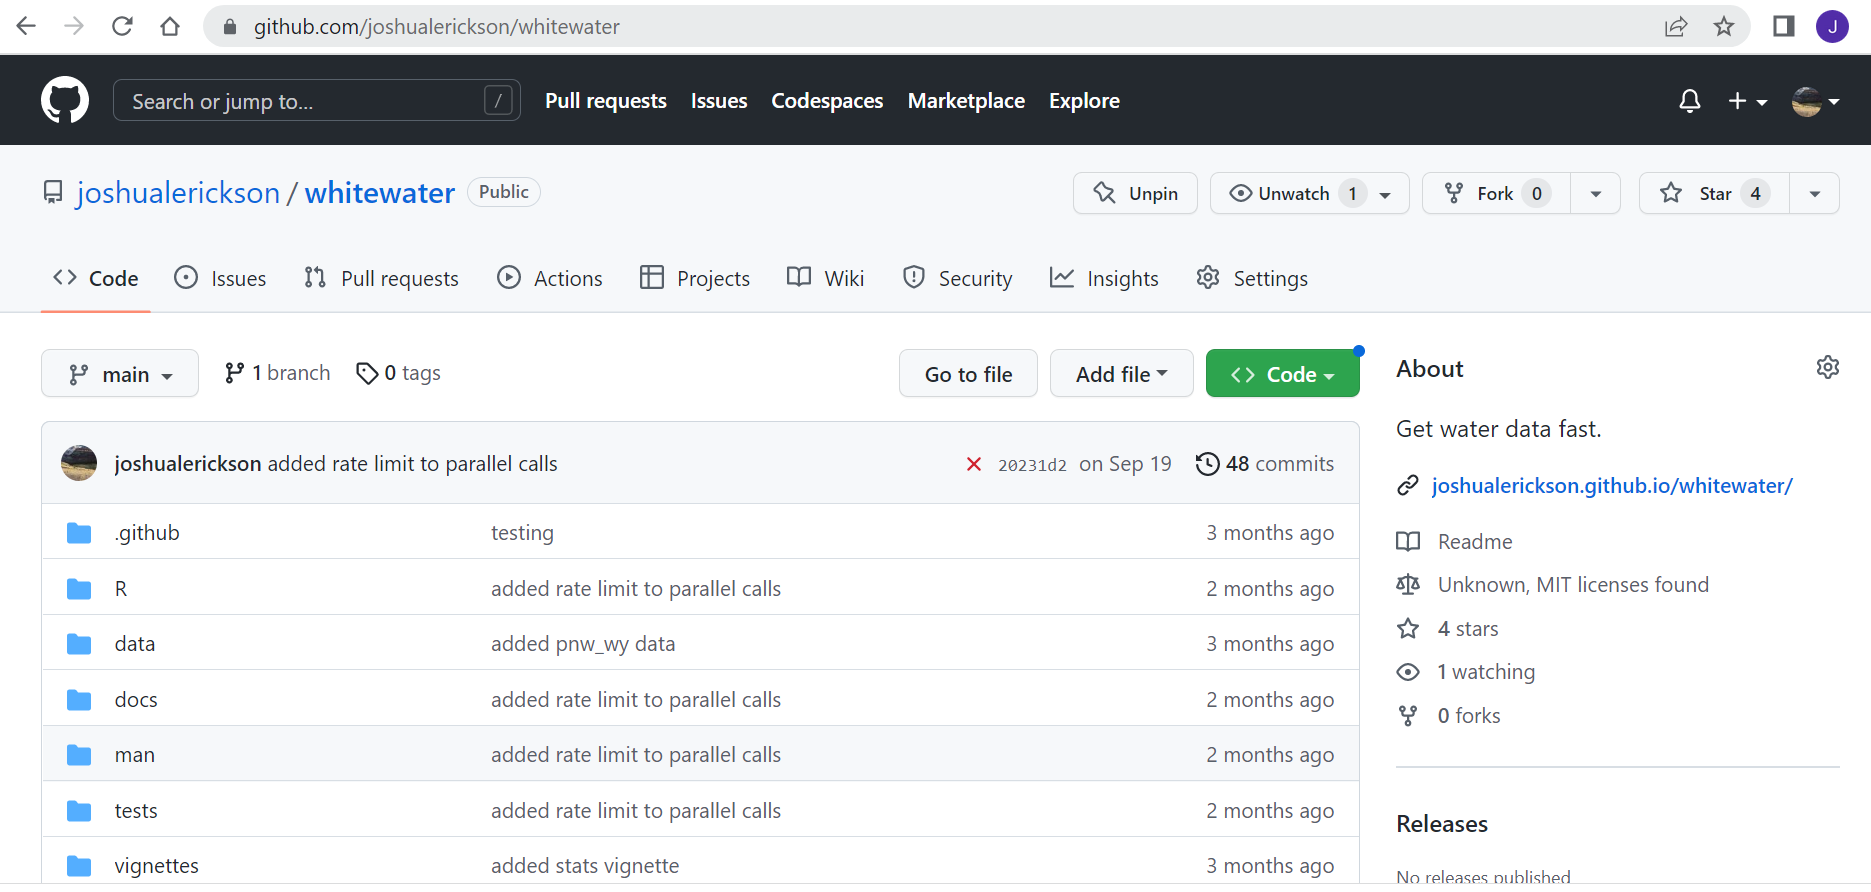 github.com/joshualerickson/whitewater
J
Search or jump to... /
Pull requests Issues Codespaces Marketplace Explore
joshualerickson / whitewater Public
Unpin Unwatch 1 Fork 0 Star 4
Code Issues Pull requests Actions Projects Wiki Security Insights Settings
main 1 branch 0 tags Go to file Add file Code
joshualerickson added rate limit to parallel calls 20231d2 on Sep 19 48 commits
.github testing 3 months ago
R added rate limit to parallel calls 2 months ago
data added pnw_wy data 3 months ago
docs added rate limit to parallel calls 2 months ago
man added rate limit to parallel calls 2 months ago
tests added rate limit to parallel calls 2 months ago
vignettes added stats vignette 3 months ago
About
Get water data fast.
joshualerickson.github.io/whitewater/
Readme
Unknown, MIT licenses found
4 stars
1 watching
0 forks
Releases
No releases published